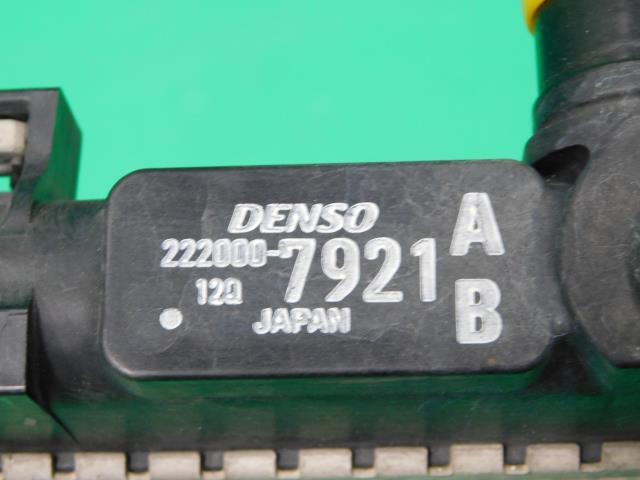 DENSO
222000-7921
12Q
JAPAN
A
B